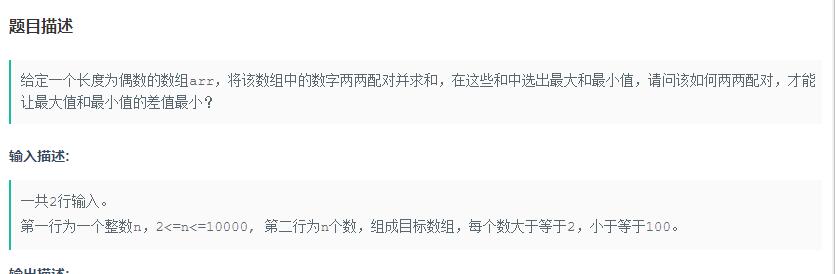 题目描述
给定一个长度为偶数的数组arr，将该数组中的数字两两配对并求和，在这些和中选出最大和最小值，请问该如何两两配对，才能
让最大值和最小值的差值最小？
输入描述:
一共2行输入。
第一行为一个整数n，2<=n<=10000, 第二行为n个数，组成目标数组，每个数大于等于2，小于等于100。
输出描述: